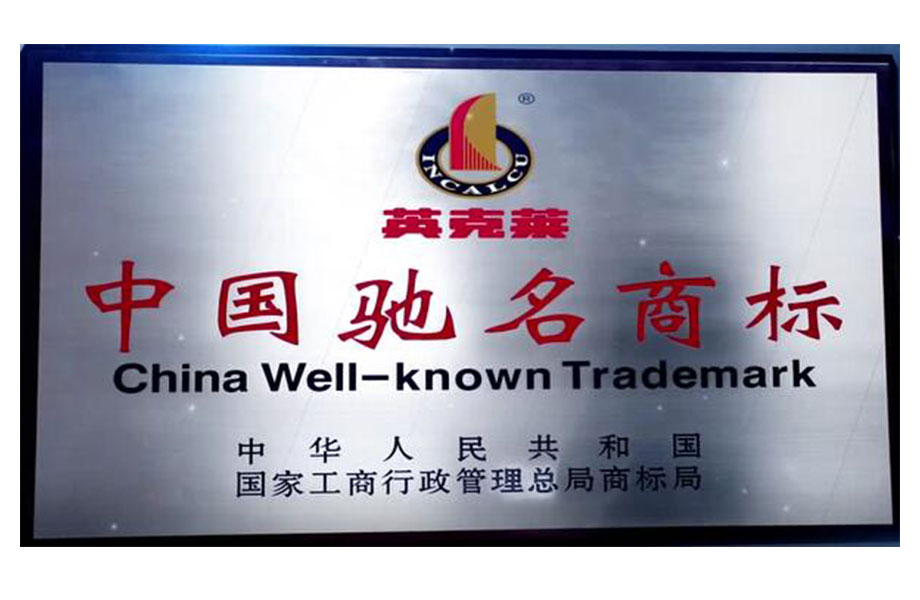 ®
INCALCU
英克莱
中国驰名商标
China Well-known Trademark
中华人民共和国
国家工商行政管理总局商标局